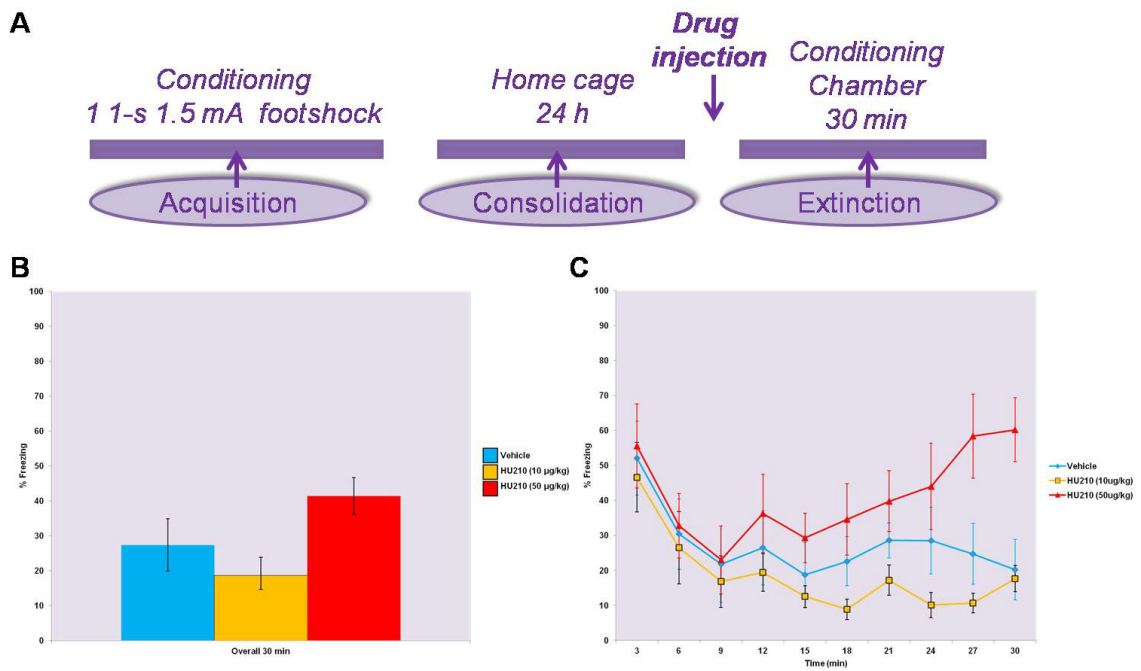 A
Conditioning
1 1-s 1.5 mA footshock
Acquisition
Home cage
24 h
Consolidation
Drug
injection
Conditioning
Chamber
30 min
Extinction
B
% Freezing
100
90
80
70
60
50
40
30
20
10
0
Overall 30 min
Vehicle
HU210 (10 µg/kg)
HU210 (50 µg/kg)
C
% Freezing
100
90
80
70
60
50
40
30
20
10
0
3 6 9 12 15 18 21 24 27 30
Time (min)
Vehicle
HU210 (10ug/kg)
HU210 (50ug/kg)